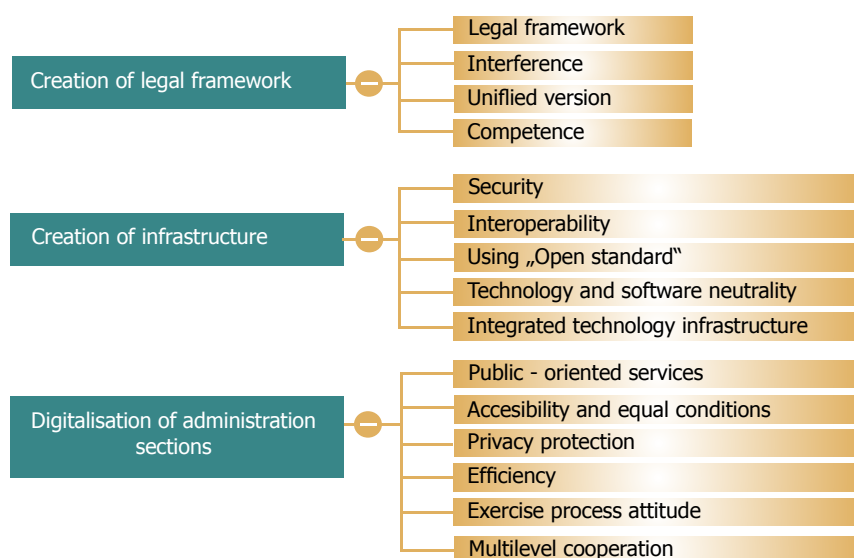 Creation of legal framework
Legal framework
Interference
Uniflied version
Competence
Creation of infrastructure
Security
Interoperability
Using „Open standard“
Technology and software neutrality
Integrated technology infrastructure
Digitalisation of administration
sections
Public - oriented services
Accesibility and equal conditions
Privacy protection
Efficiency
Exercise process attitude
Multilevel cooperation